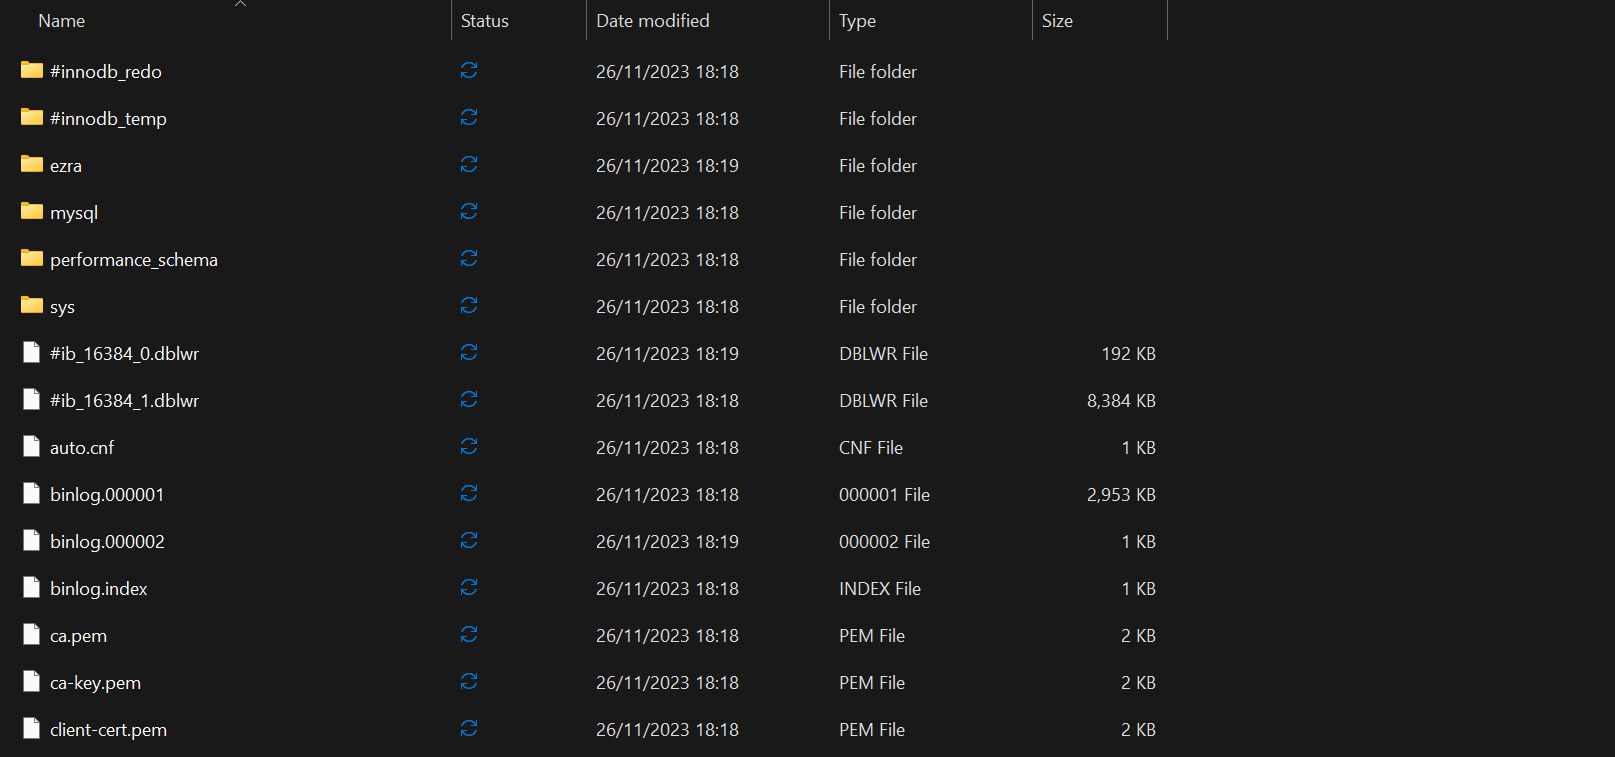 Name Status Date modified Type Size
#innodb_redo 26/11/2023 18:18 File folder
#innodb_temp 26/11/2023 18:18 File folder
ezra 26/11/2023 18:19 File folder
mysql 26/11/2023 18:18 File folder
performance_schema 26/11/2023 18:18 File folder
sys 26/11/2023 18:18 File folder
#ib_16384_0.dblwr 26/11/2023 18:19 DBLWR File 192 KB
#ib_16384_1.dblwr 26/11/2023 18:18 DBLWR File 8,384 KB
auto.cnf 26/11/2023 18:18 CNF File 1 KB
binlog.000001 26/11/2023 18:18 000001 File 2,953 KB
binlog.000002 26/11/2023 18:19 000002 File 1 KB
binlog.index 26/11/2023 18:18 INDEX File 1 KB
ca.pem 26/11/2023 18:18 PEM File 2 KB
ca-key.pem 26/11/2023 18:18 PEM File 2 KB
client-cert.pem 26/11/2023 18:18 PEM File 2 KB